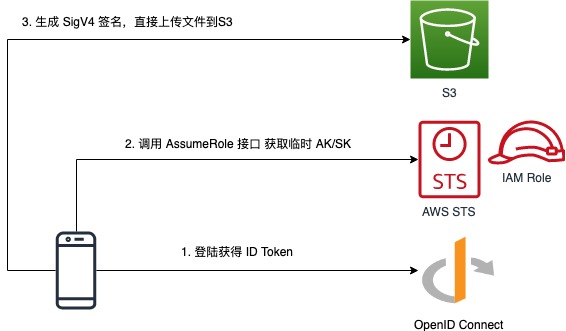 3. 生成 SigV4 签名，直接上传文件到S3
S3
2. 调用 AssumeRole 接口 获取临时 AK/SK
STS
IAM Role
AWS STS
1. 登陆获得 ID Token
OpenID Connect